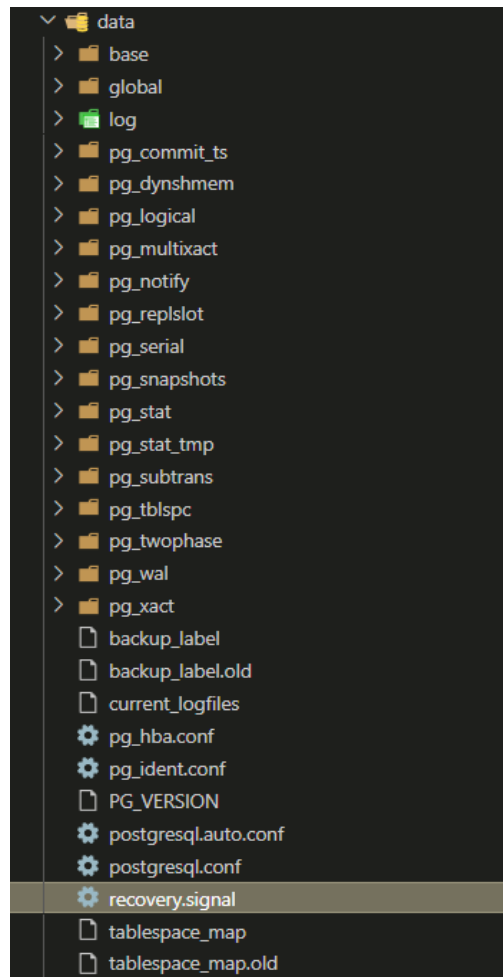 data
base
global
log
pg_commit_ts
pg_dynshmem
pg_logical
pg_multixact
pg_notify
pg_replslot
pg_serial
pg_snapshots
pg_stat
pg_stat_tmp
pg_subtrans
pg_tblspc
pg_twophase
pg_wal
pg_xact
backup_label
backup_label.old
current_logfiles
pg_hba.conf
pg_ident.conf
PG_VERSION
postgresql.auto.conf
postgresql.conf
recovery.signal
tablespace_map
tablespace_map.old